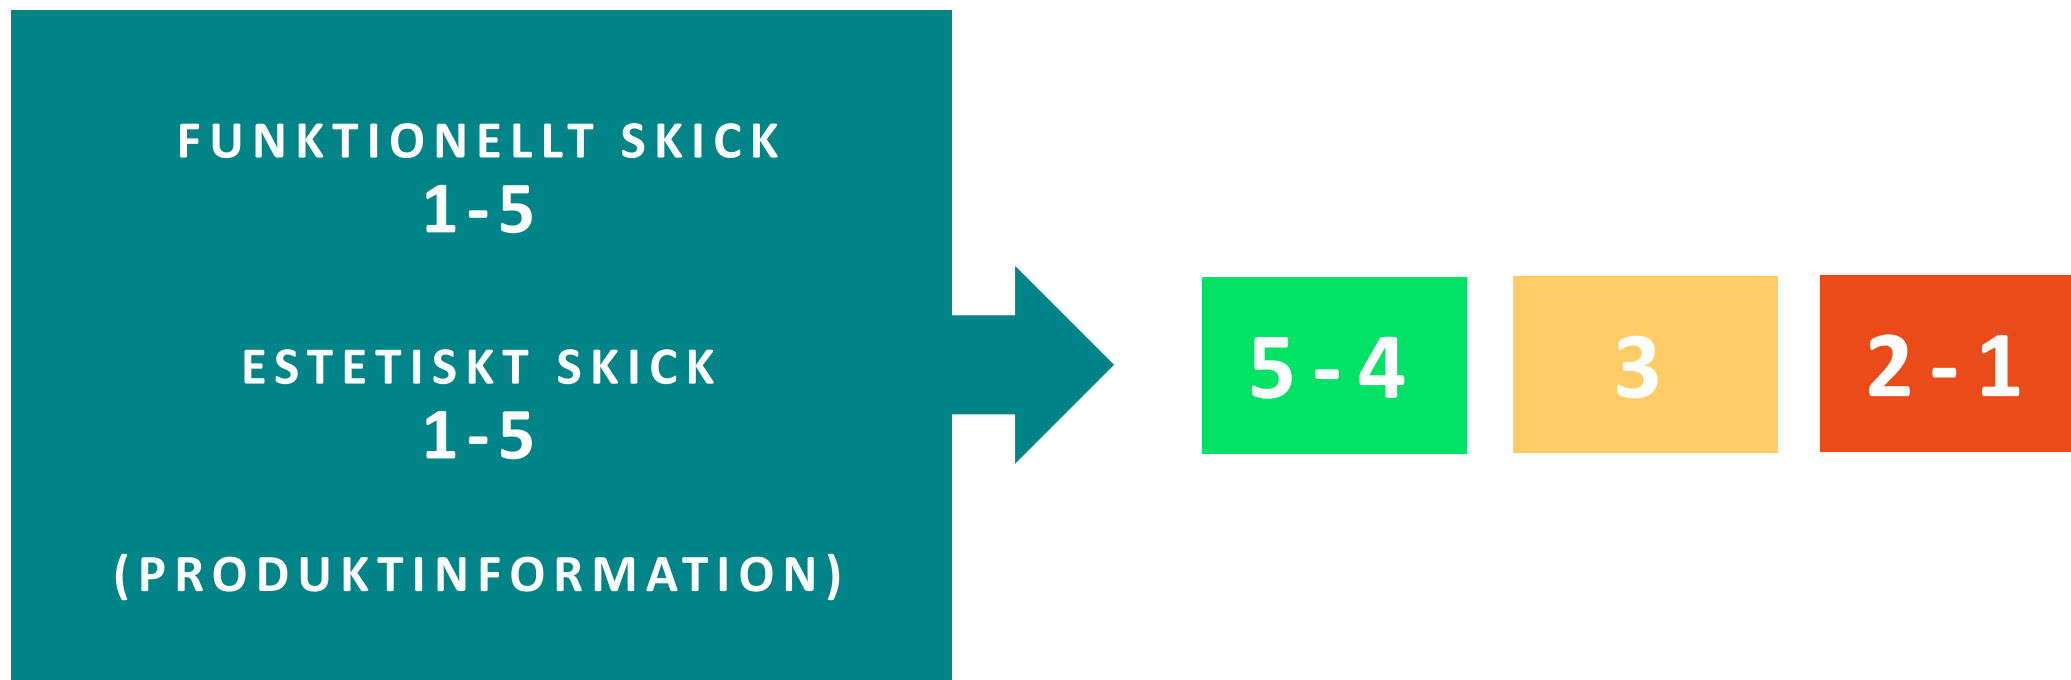 FUNKTIONELLT SKICK
1-5
ESTETISKT SKICK
1-5
(PRODUKTINFORMATION)
5-4
3
2-1